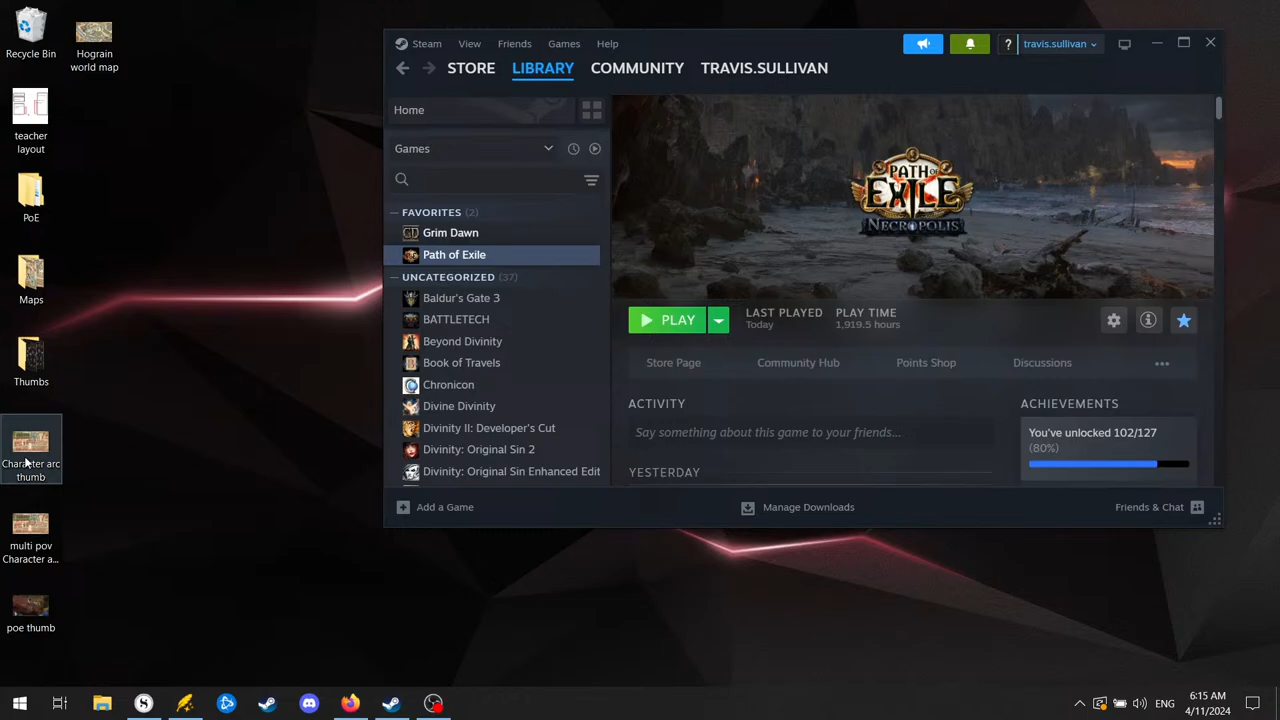 Recycle Bin
Hograin
world map
teacher
layout
PoE
Maps
Thumbs
Character arc
thumb
multi pov
Character a...
poe thumb
Steam View Friends Games Help
? travis.sullivan
STORE LIBRARY COMMUNITY TRAVIS.SULLIVAN
Home
Games
FAVORITES (2)
Grim Dawn
Path of Exile
UNCATEGORIZED (37)
Baldur's Gate 3
BATTLETECH
Beyond Divinity
Book of Travels
Chronicon
Divine Divinity
Divinity II: Developer's Cut
Divinity: Original Sin 2
Divinity: Original Sin Enhanced Edit
PATH OF
EXILE
NECROPOLIS
PLAY
LAST PLAYED
Today
PLAY TIME
1,919.5 hours
Store Page Community Hub Points Shop Discussions
ACTIVITY
Say something about this game to your friends...
YESTERDAY
ACHIEVEMENTS
You've unlocked 102/127
(80%)
Add a Game Manage Downloads Friends & Chat
ENG
6:15 AM
4/11/2024